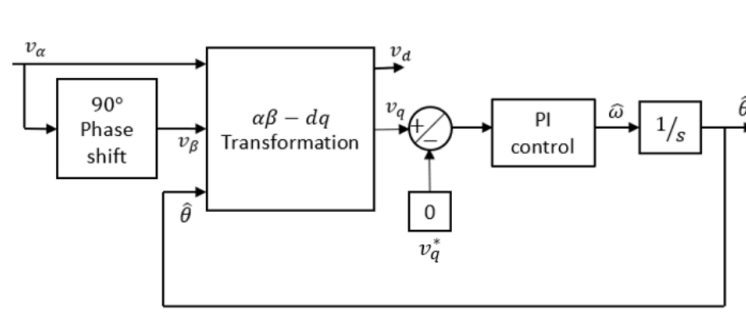 v_α
90°
Phase
shift
v_β
αβ − dq
Transformation
θ̂
v_d
v_q
+
−
0
v_q^*
PI
control
ω̂
1/s
θ̂